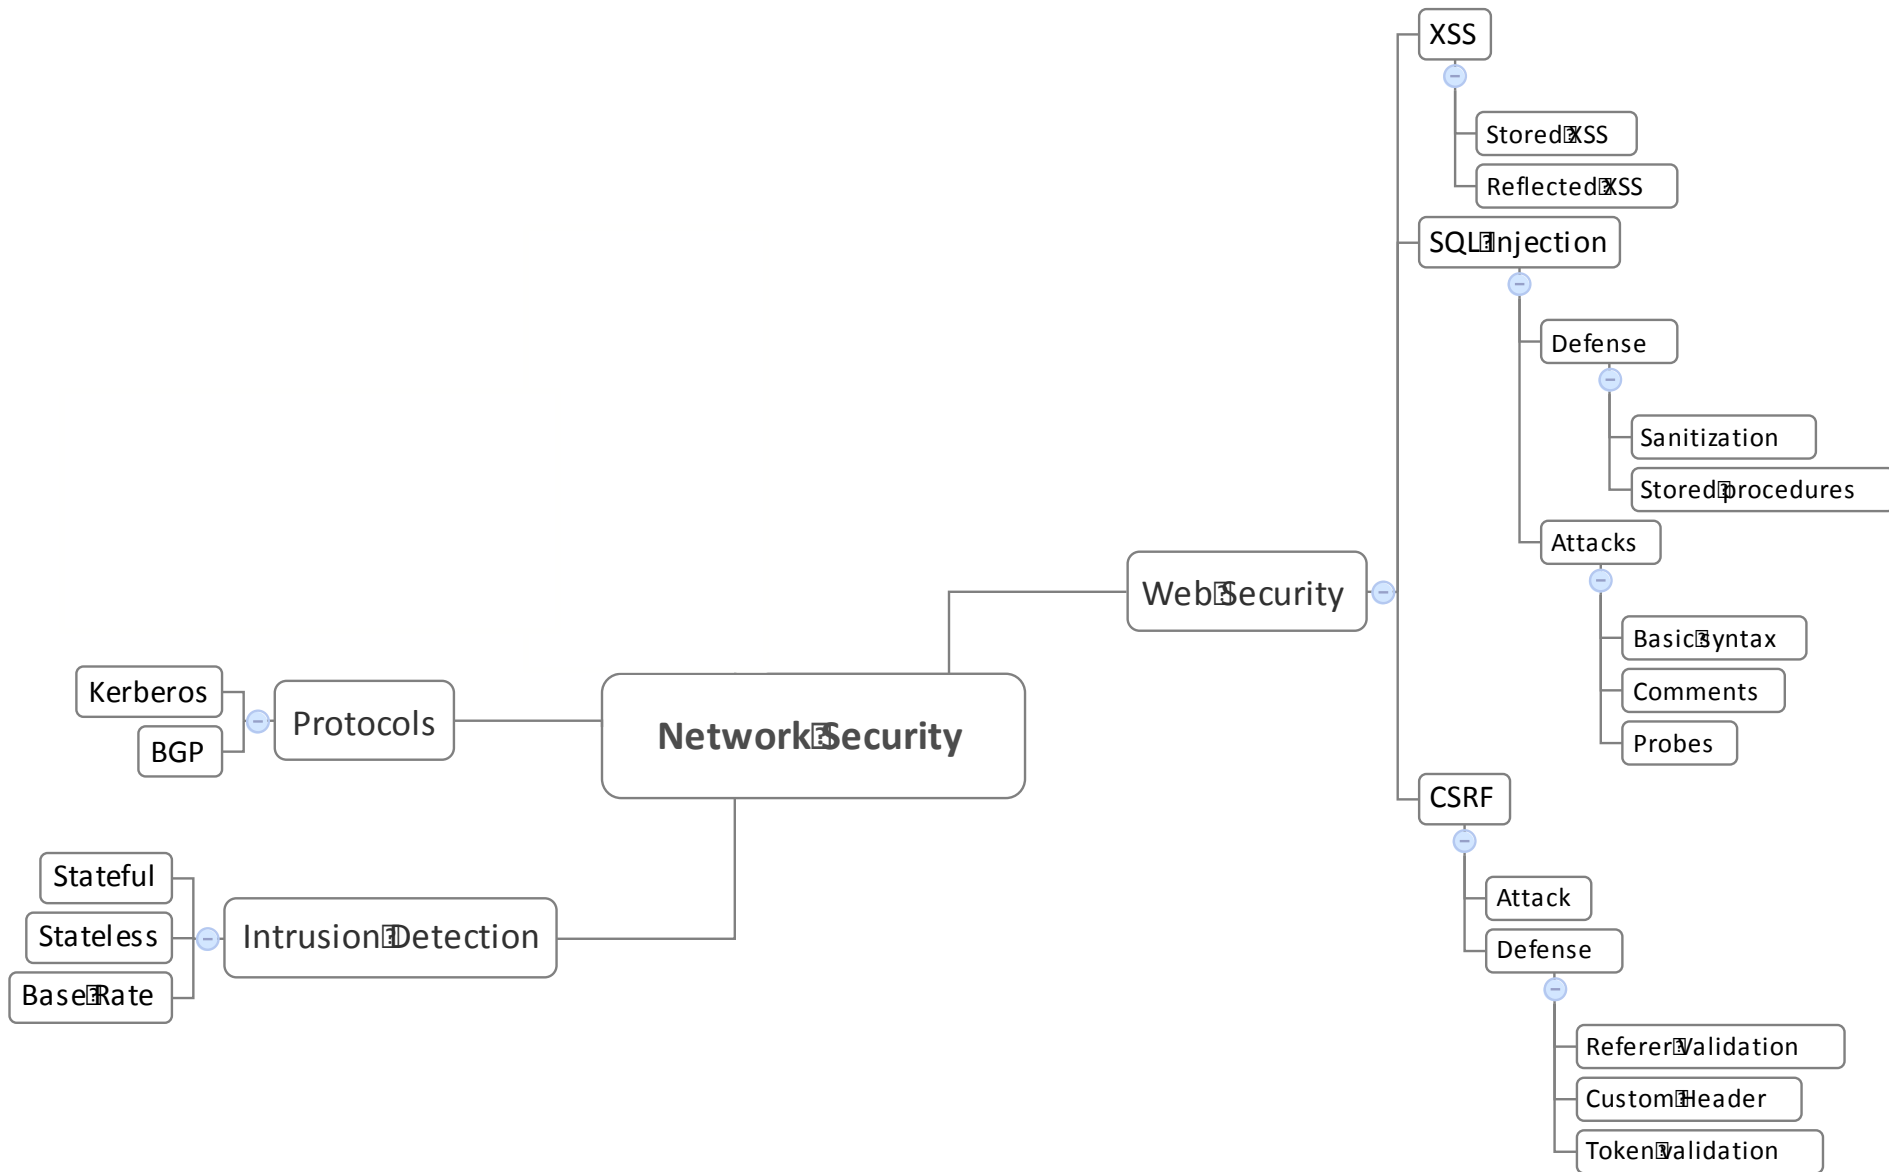 XSS
Stored XSS
Reflected XSS
SQL Injection
Defense
Sanitization
Stored procedures
Attacks
Web Security
Basic syntax
Comments
Probes
Kerberos
Protocols
BGP
Network Security
CSRF
Stateful
Stateless
Intrusion Detection
Base Rate
Attack
Defense
Referer Validation
Custom Header
Token validation